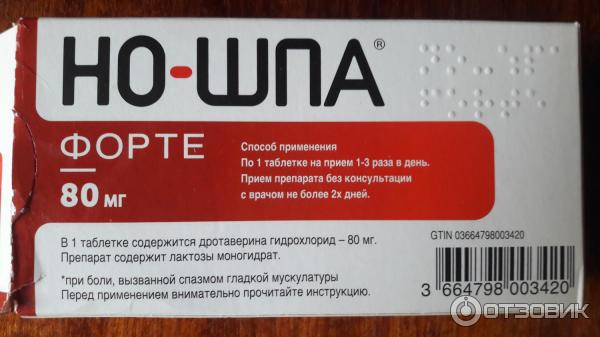 НО-ШПА®
ФОРТЕ
80 мг
Способ применения
По 1 таблетке на прием 1-3 раза в день.
Прием препарата без консультации
с врачом не более 2х дней.
GTIN 03664798003420
В 1 таблетке содержится дротаверина гидрохлорид – 80 мг.
Препарат содержит лактозы моногидрат.
*при боли, вызванной спазмом гладкой мускулатуры
Перед применением внимательно прочитайте инструкцию.
3 664798 003420
ОТЗОВИК